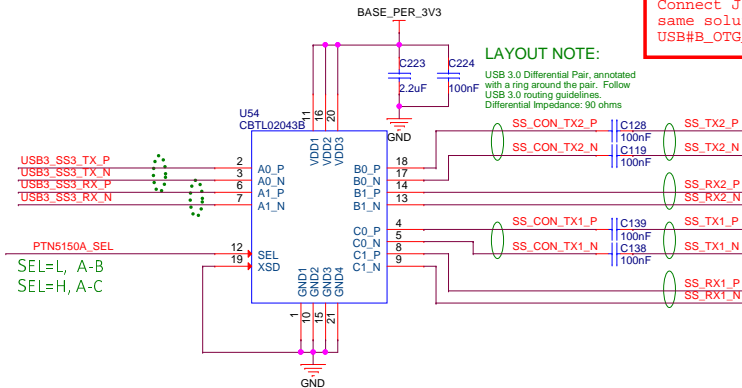 BASE_PER_3V3
Connect J
same solu
USB#B_OTG_
LAYOUT NOTE:
USB 3.0 Differential Pair, annotated
with a ring around the pair.  Follow
USB 3.0 routing guidelines.
Differential Impedance: 90 ohms
C223
2.2uF
C224
100nF
GND
U54
CBTL02043B
11
16
20
VDD1
VDD2
VDD3
USB3_SS3_TX_P
USB3_SS3_TX_N
USB3_SS3_RX_P
USB3_SS3_RX_N
2
3
6
7
A0_P
A0_N
A1_P
A1_N
PTN5150A_SEL
12
19
SEL
XSD
SEL=L, A-B
SEL=H, A-C
B0_P
B0_N
B1_P
B1_N
18
17
14
13
C0_P
C0_N
C1_P
C1_N
4
5
8
9
GND1
GND2
GND3
GND4
1
10
15
21
GND
SS_CON_TX2_P
C128
100nF
SS_TX2_P
SS_CON_TX2_N
C119
100nF
SS_TX2_N
SS_RX2_P
SS_RX2_N
SS_CON_TX1_P
C139
100nF
SS_TX1_P
SS_CON_TX1_N
C138
100nF
SS_TX1_N
SS_RX1_P
SS_RX1_N